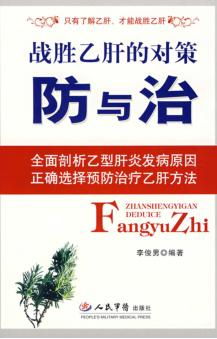 只有了解乙肝，才能战胜乙肝
战胜乙肝的对策
防与治
全面剖析乙型肝炎发病原因
正确选择预防治疗乙肝方法
ZHANSHENGYIGAN
DEDUICE
FangyuZhi
李俊男 编著
人民军医出版社
PEOPLE'S MILITARY MEDICAL PRESS